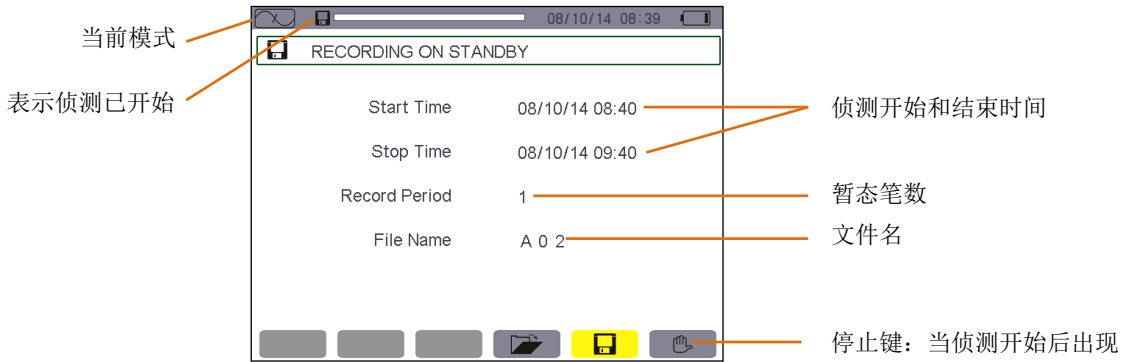 当前模式
08/10/14 08:39
RECORDING ON STANDBY
表示侦测已开始
Start Time 08/10/14 08:40
侦测开始和结束时间
Stop Time 08/10/14 09:40
Record Period 1
暂态笔数
File Name A 0 2
文件名
停止键：当侦测开始后出现